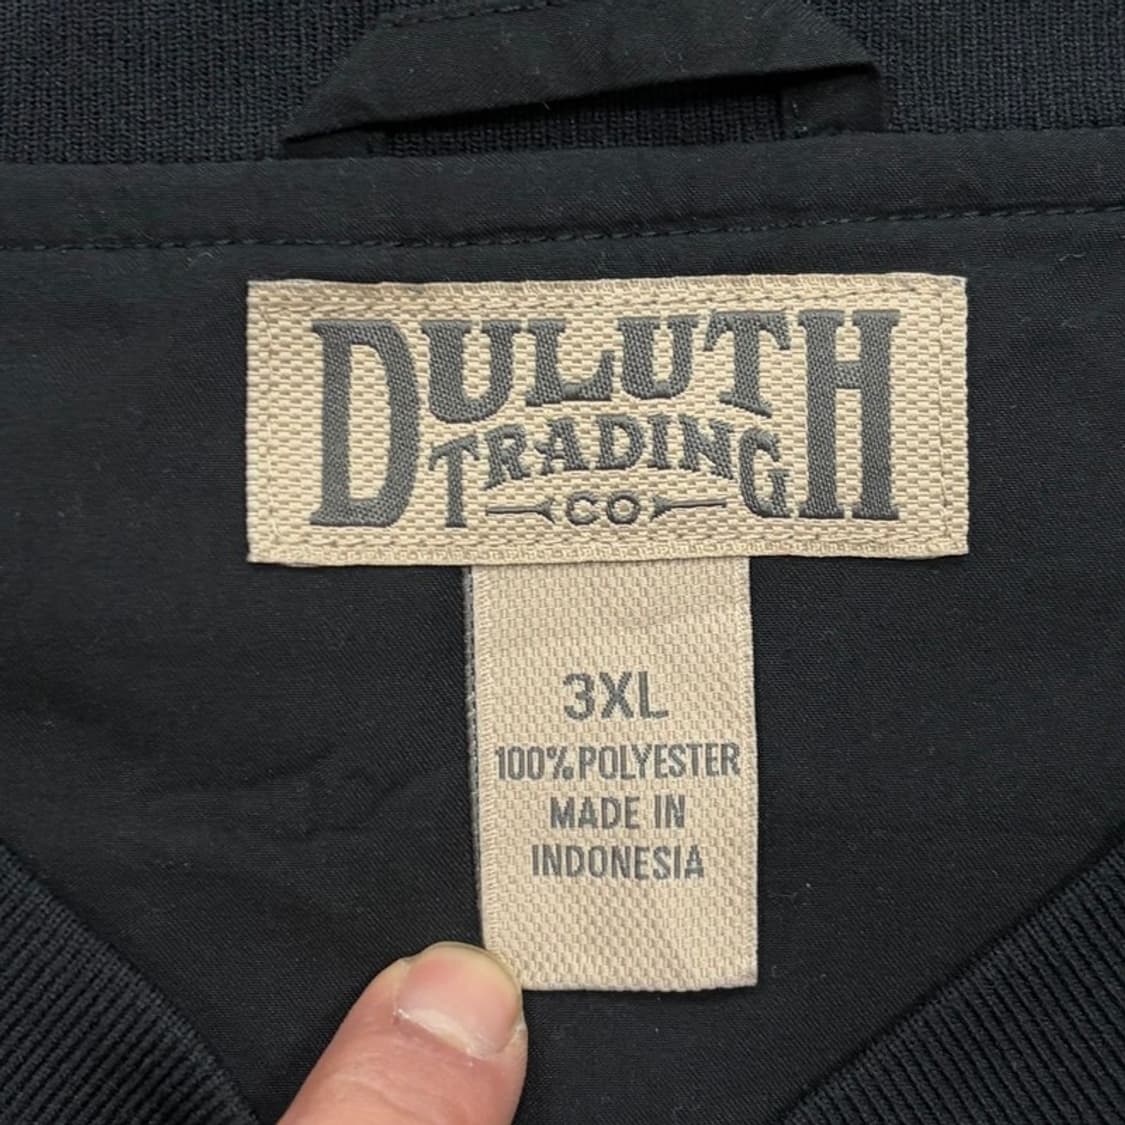 DULUTH
TRADING
CO
3XL
100% POLYESTER
MADE IN
INDONESIA